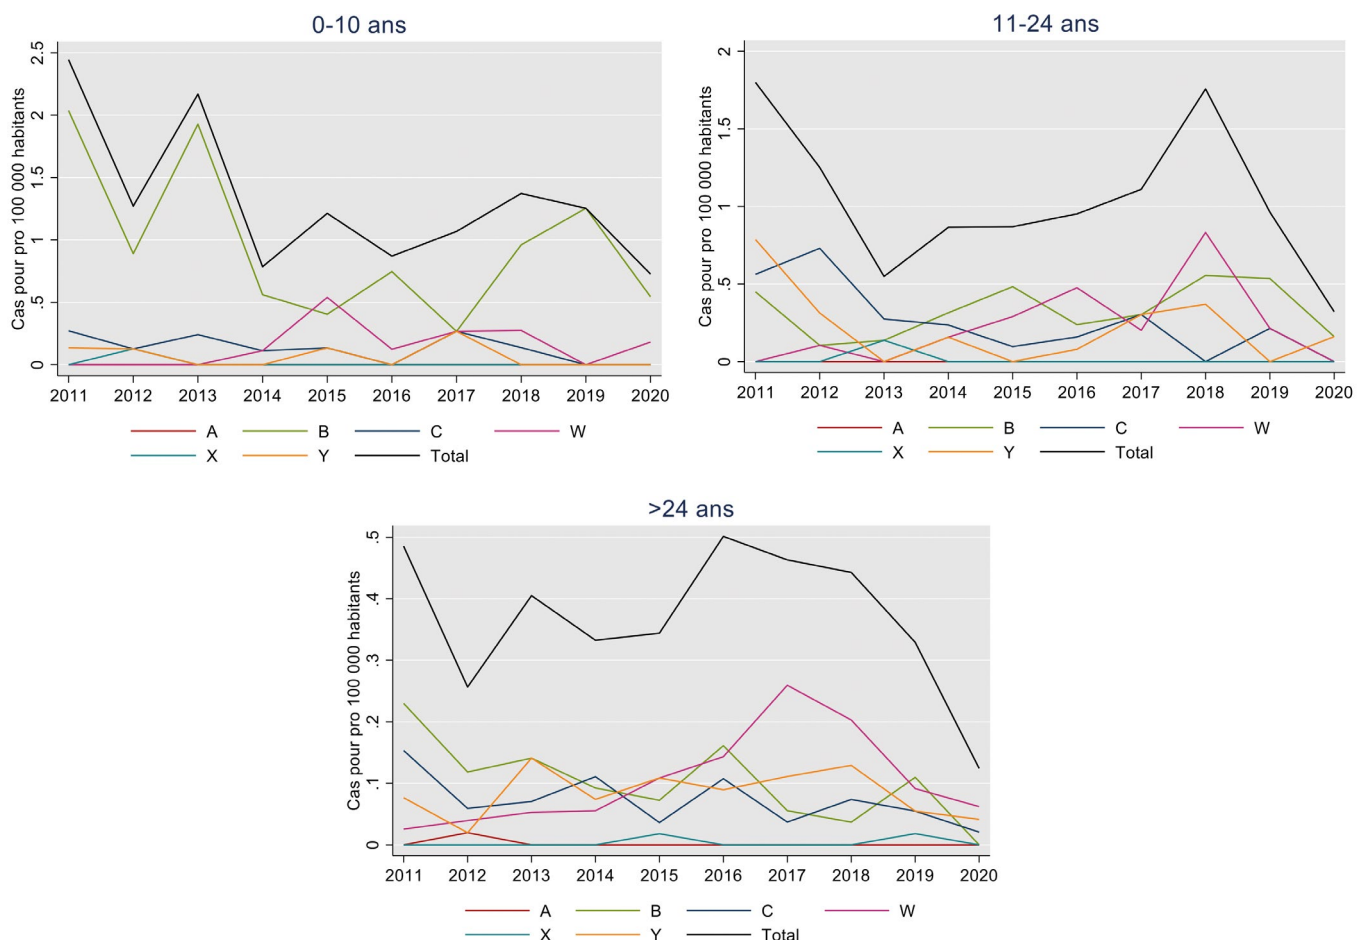 0-10 ans
Cas pour pro 100 000 habitants
2.5
2
1.5
1
.5
0
2011 2012 2013 2014 2015 2016 2017 2018 2019 2020
A B C W
X Y Total
11-24 ans
Cas pour pro 100 000 habitants
2
1.5
1
.5
0
2011 2012 2013 2014 2015 2016 2017 2018 2019 2020
A B C W
X Y Total
>24 ans
Cas pour pro 100 000 habitants
.5
.4
.3
.2
.1
0
2011 2012 2013 2014 2015 2016 2017 2018 2019 2020
A B C W
X Y Total